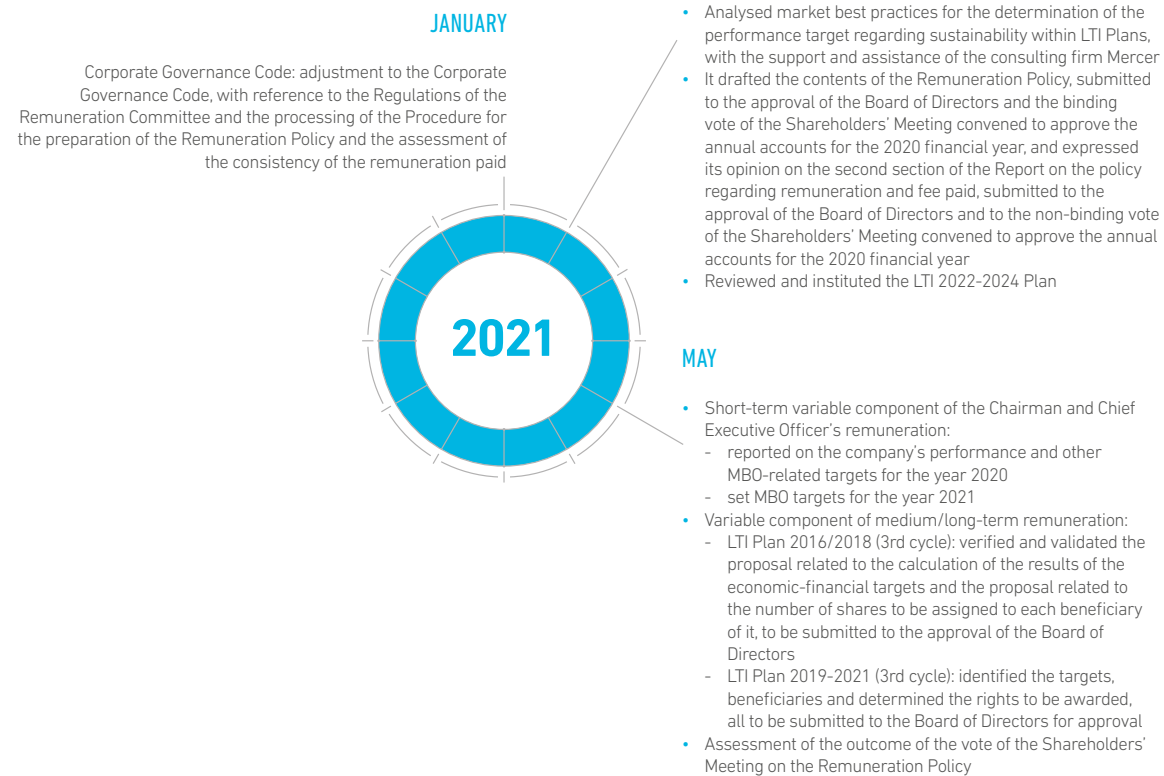 JANUARY
Corporate Governance Code: adjustment to the Corporate
Governance Code, with reference to the Regulations of the
Remuneration Committee and the processing of the Procedure for
the preparation of the Remuneration Policy and the assessment of
the consistency of the remuneration paid
• Analysed market best practices for the determination of the
performance target regarding sustainability within LTI Plans,
with the support and assistance of the consulting firm Mercer
• It drafted the contents of the Remuneration Policy, submitted
to the approval of the Board of Directors and the binding
vote of the Shareholders' Meeting convened to approve the
annual accounts for the 2020 financial year, and expressed
its opinion on the second section of the Report on the policy
regarding remuneration and fee paid, submitted to the
approval of the Board of Directors and to the non-binding vote
of the Shareholders' Meeting convened to approve the annual
accounts for the 2020 financial year
• Reviewed and instituted the LTI 2022-2024 Plan
2021
MAY
• Short-term variable component of the Chairman and Chief
Executive Officer's remuneration:
- reported on the company's performance and other
MBO-related targets for the year 2020
- set MBO targets for the year 2021
• Variable component of medium/long-term remuneration:
- LTI Plan 2016/2018 (3rd cycle): verified and validated the
proposal related to the calculation of the results of the
economic-financial targets and the proposal related to
the number of shares to be assigned to each beneficiary
of it, to be submitted to the approval of the Board of
Directors
- LTI Plan 2019-2021 (3rd cycle): identified the targets,
beneficiaries and determined the rights to be awarded,
all to be submitted to the Board of Directors for approval
• Assessment of the outcome of the vote of the Shareholders'
Meeting on the Remuneration Policy